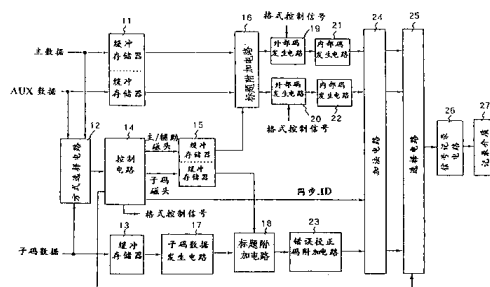 11
主数据
缓冲
存储器
缓冲
存储器
AUX 数据
16
标题附加电路
格式控制信号
19
外部码
发生电路
21
内部码
发生电路
外部码
发生电路
20
内部码
发生电路
22
格式控制信号
24
加法电路
25
选择电路
26
信号记录电路
27
记录介质
12
方式选择电路
14
控制
电路
主/辅助
磁头
子码
磁头
15
缓冲
存储器
缓冲
存储器
同步.ID
格式控制信号
子码数据
13
缓冲
存储器
17
子码数据
发生电路
18
标题附
加电路
23
错误校正
码附加电路